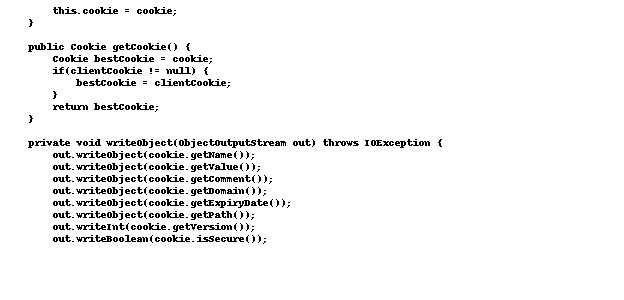 this.cookie = cookie;
}
public Cookie getCookie() {
Cookie bestCookie = cookie;
if(clientCookie != null) {
bestCookie = clientCookie;
}
return bestCookie;
}
private void writeObject(ObjectOutputStream out) throws IOException {
out.writeObject(cookie.getName());
out.writeObject(cookie.getValue());
out.writeObject(cookie.getComment());
out.writeObject(cookie.getDomain());
out.writeObject(cookie.getExpiryDate());
out.writeObject(cookie.getPath());
out.writeInt(cookie.getVersion());
out.writeBoolean(cookie.isSecure());